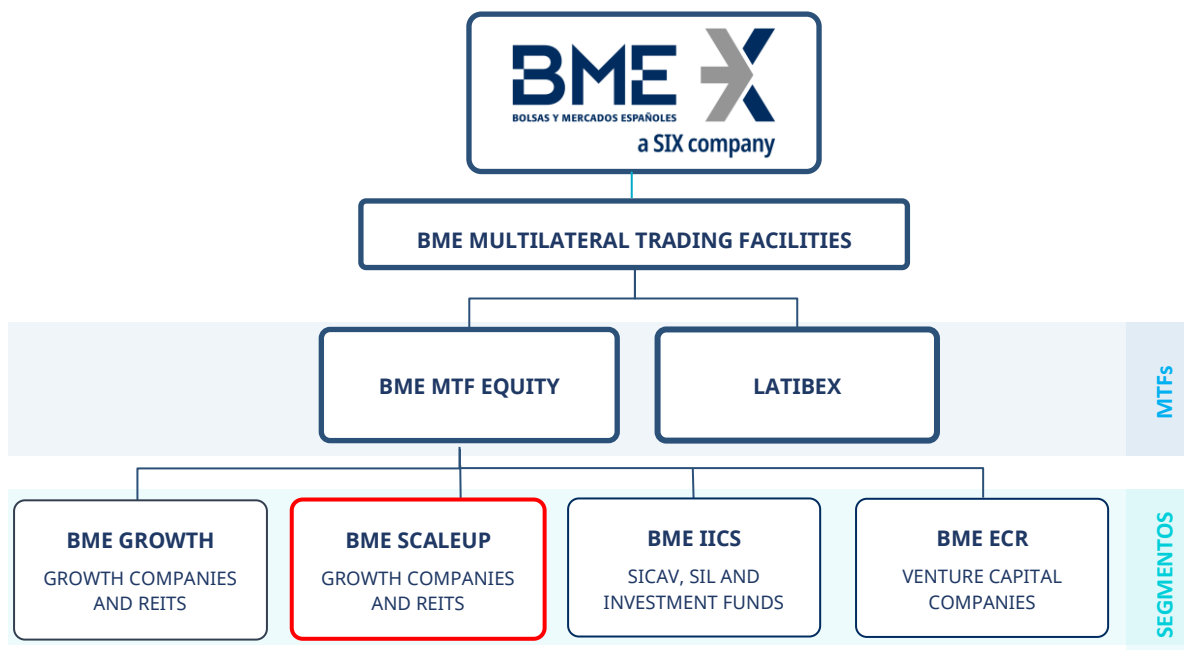 BME
BOLSAS Y MERCADOS ESPAÑOLES
a SIX company
BME MULTILATERAL TRADING FACILITIES
BME MTF EQUITY
LATIBEX
MTFs
BME GROWTH
GROWTH COMPANIES
AND REITS
BME SCALEUP
GROWTH COMPANIES
AND REITS
BME IICS
SICAV, SIL AND
INVESTMENT FUNDS
BME ECR
VENTURE CAPITAL
COMPANIES
SEGMENTOS